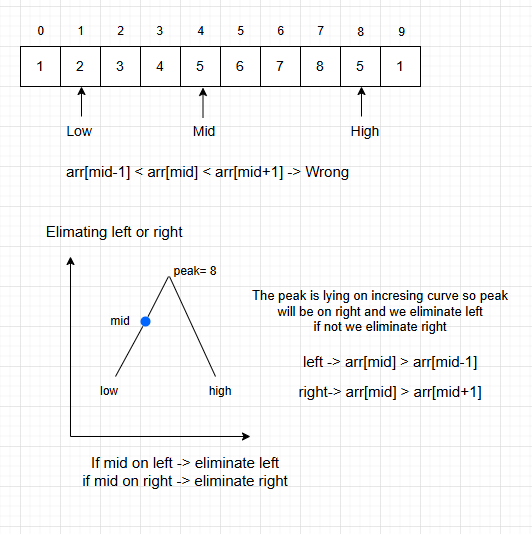 0 1 2 3 4 5 6 7 8 9
1 2 3 4 5 6 7 8 5 1
Low Mid High
arr[mid-1] < arr[mid] < arr[mid+1] -> Wrong
Elimating left or right
peak= 8
mid
low high
The peak is lying on incresing curve so peak
will be on right and we eliminate left
if not we eliminate right
left -> arr[mid] > arr[mid-1]
right-> arr[mid] > arr[mid+1]
If mid on left -> eliminate left
if mid on right -> eliminate right